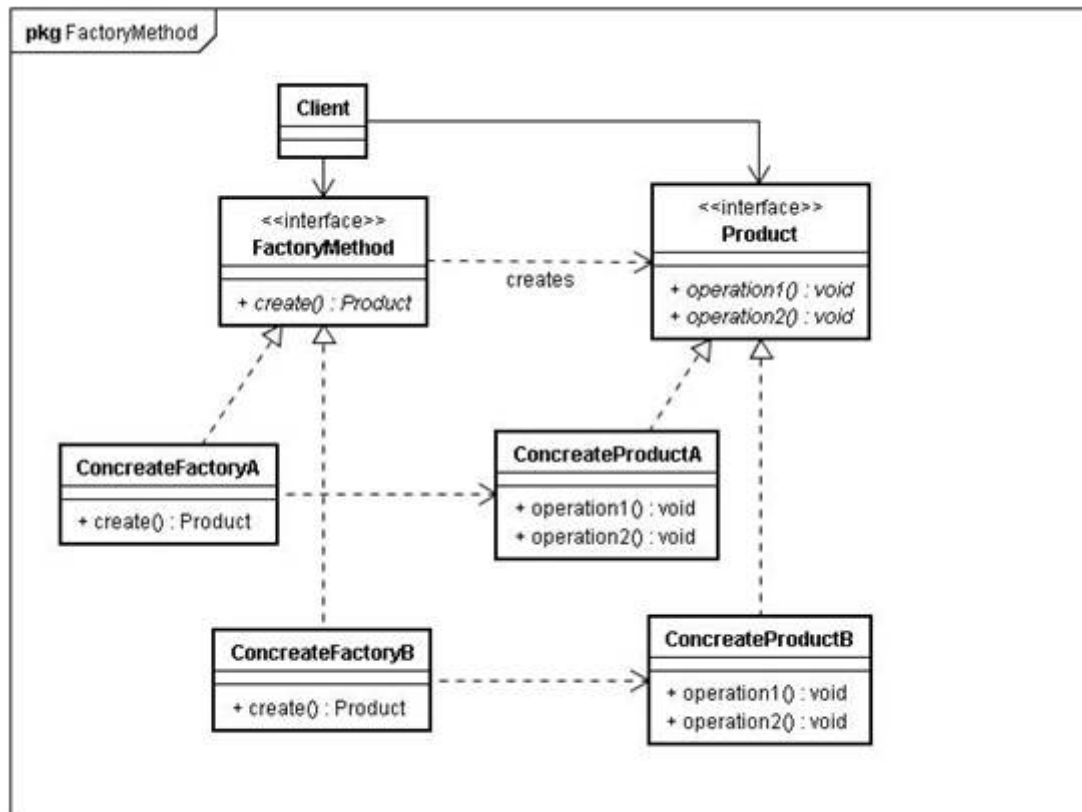 pkg FactoryMethod
Client
<<interface>>
FactoryMethod
+ create() : Product
creates
<<interface>>
Product
+ operation1() : void
+ operation2() : void
ConcreateFactoryA
+ create() : Product
ConcreateProductA
+ operation1() : void
+ operation2() : void
ConcreateFactoryB
+ create() : Product
ConcreateProductB
+ operation1() : void
+ operation2() : void